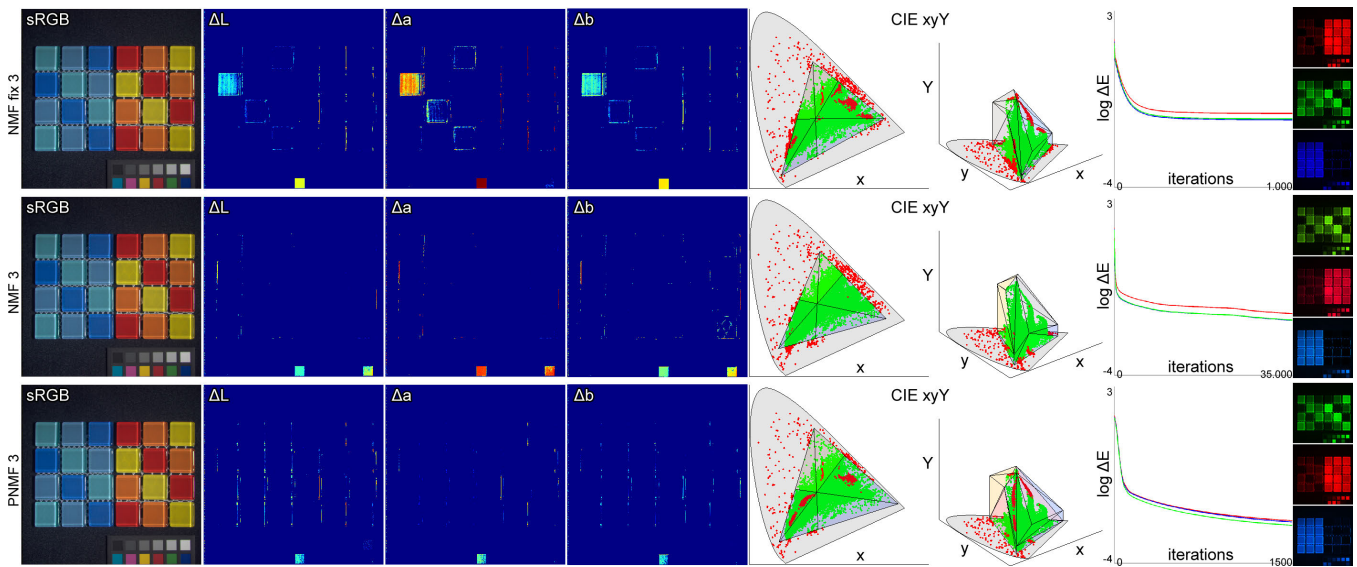 sRGB ΔL Δa Δb CIE xyY 3
NMF fix 3 Y log ΔE
x y x -4 0 iterations 1.000
sRGB ΔL Δa Δb CIE xyY 3
NMF 3 Y log ΔE
x y x -4 0 iterations 35.000
sRGB ΔL Δa Δb CIE xyY 3
PNMF 3 Y log ΔE
x y x -4 0 iterations 1500